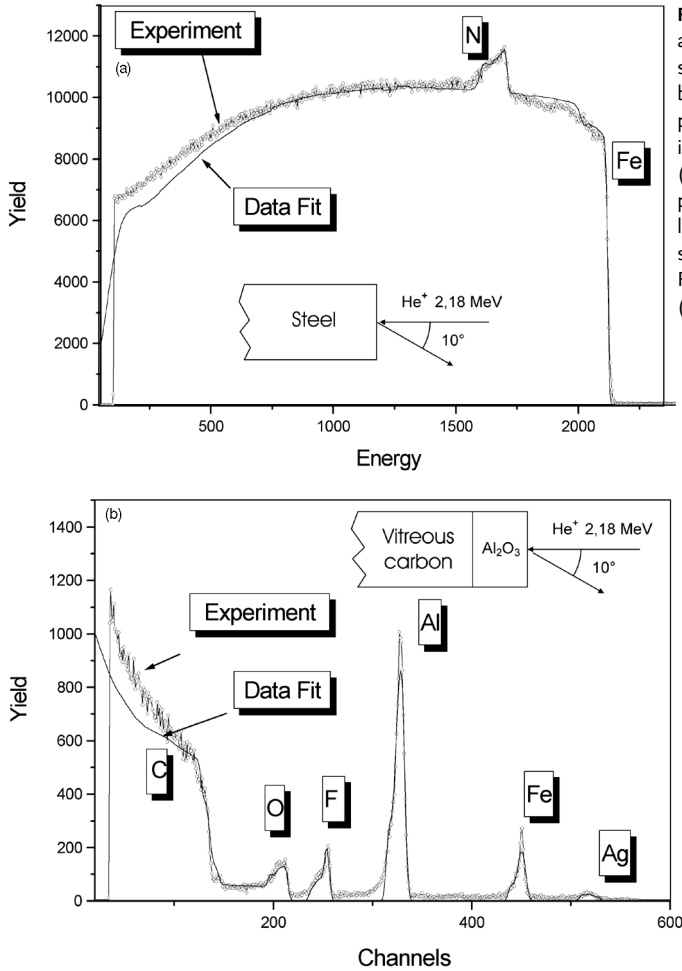 12000
10000
8000
6000
4000
2000
0
Yield
(a)
Experiment
Data Fit
N
Fe
Steel
He+ 2,18 MeV
10°
500
1000
1500
2000
Energy
1400
1200
1000
800
600
400
200
0
Yield
(b)
Vitreous
carbon
Al2O3
He+ 2,18 MeV
10°
Experiment
Data Fit
C
O
F
Al
Fe
Ag
200
400
600
Channels